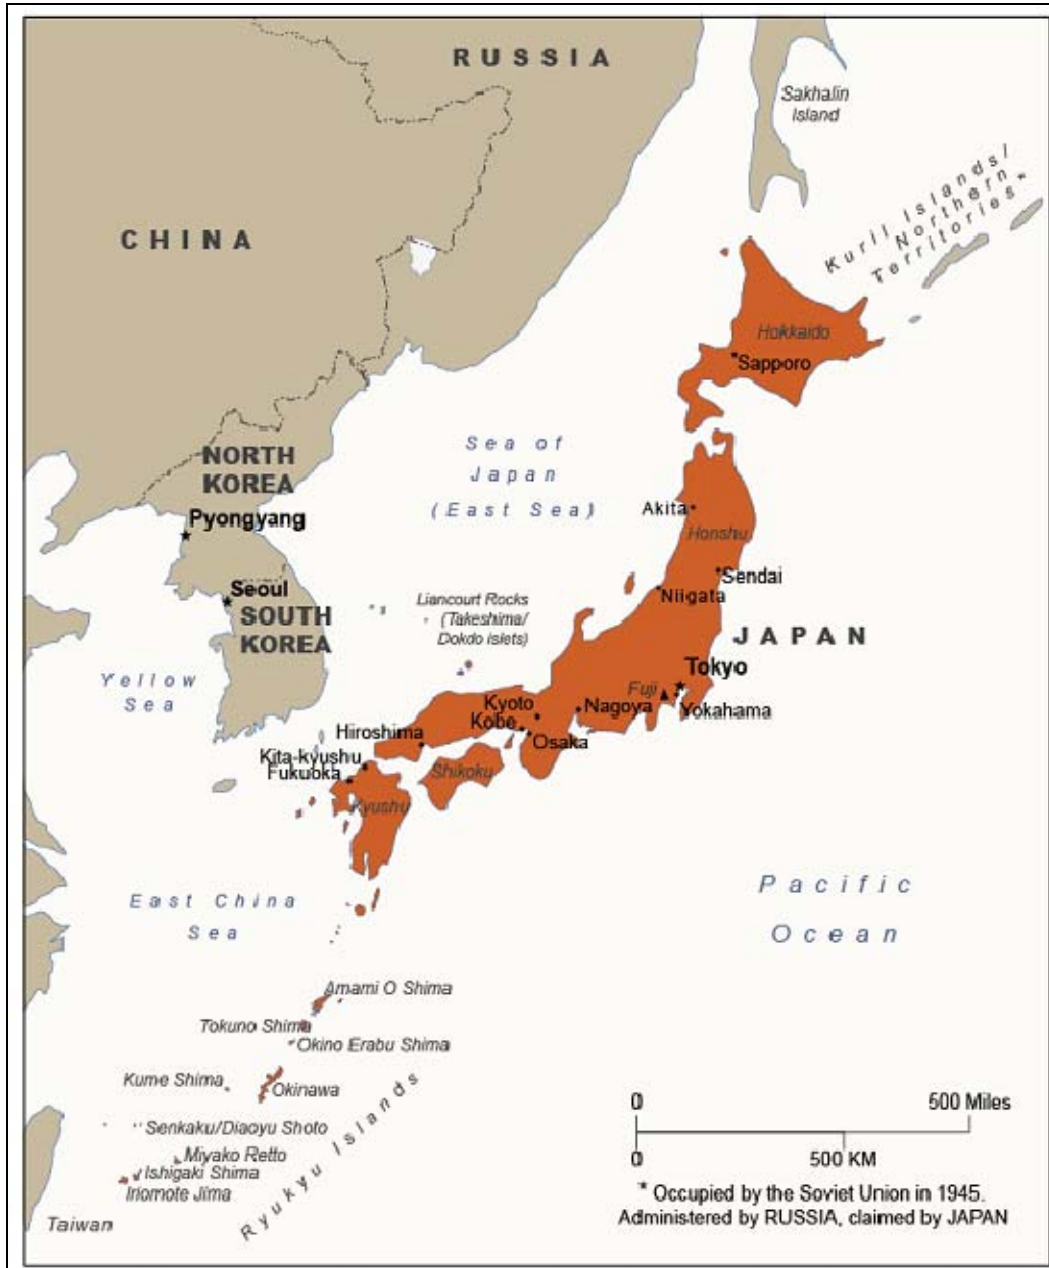 RUSSIA
Sakhalin
Island
Kuril Islands/
Northern
Territories*
CHINA
Hokkaido
Sapporo
NORTH
KOREA
Sea of
Japan
(East Sea)
Pyongyang
Akita
Honshu
Sendai
Seoul
Niigata
Liancourt Rocks
(Takeshima/
Dokdo islets)
SOUTH
KOREA
JAPAN
Yellow
Sea
Tokyo
Fuji
Yokahama
Kyoto
Nagoya
Kobe
Hiroshima
Osaka
Kita-kyushu
Fukuoka
Shikoku
Kyushu
East China
Sea
Pacific
Ocean
Amami O Shima
Tokuno Shima
Okino Erabu Shima
Kume Shima
Okinawa
Senkaku/Diaoyu Shoto
Miyako Retto
Ishigaki Shima
Iriomote Jima
Ryukyu Islands
Taiwan
0 500 Miles
0 500 KM
* Occupied by the Soviet Union in 1945.
Administered by RUSSIA, claimed by JAPAN